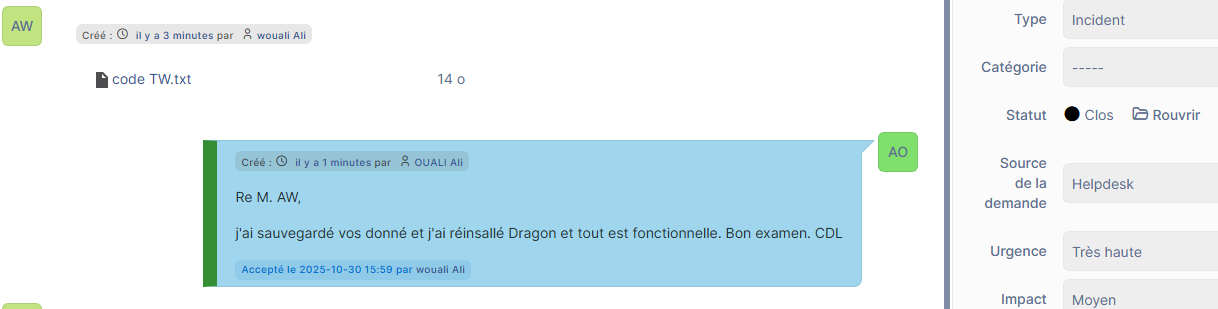 AW
Créé : il y a 3 minutes par wouali Ali
code TW.txt 14 o
AO
Créé : il y a 1 minutes par OUALI Ali
Re M. AW,
j'ai sauvegardé vos donné et j'ai réinsallé Dragon et tout est fonctionnelle. Bon examen. CDL
Accepté le 2025-10-30 15:59 par wouali Ali
Type Incident
Catégorie -----
Statut Clos Rouvrir
Source
de la
demande
Helpdesk
Urgence Très haute
Impact Moyen